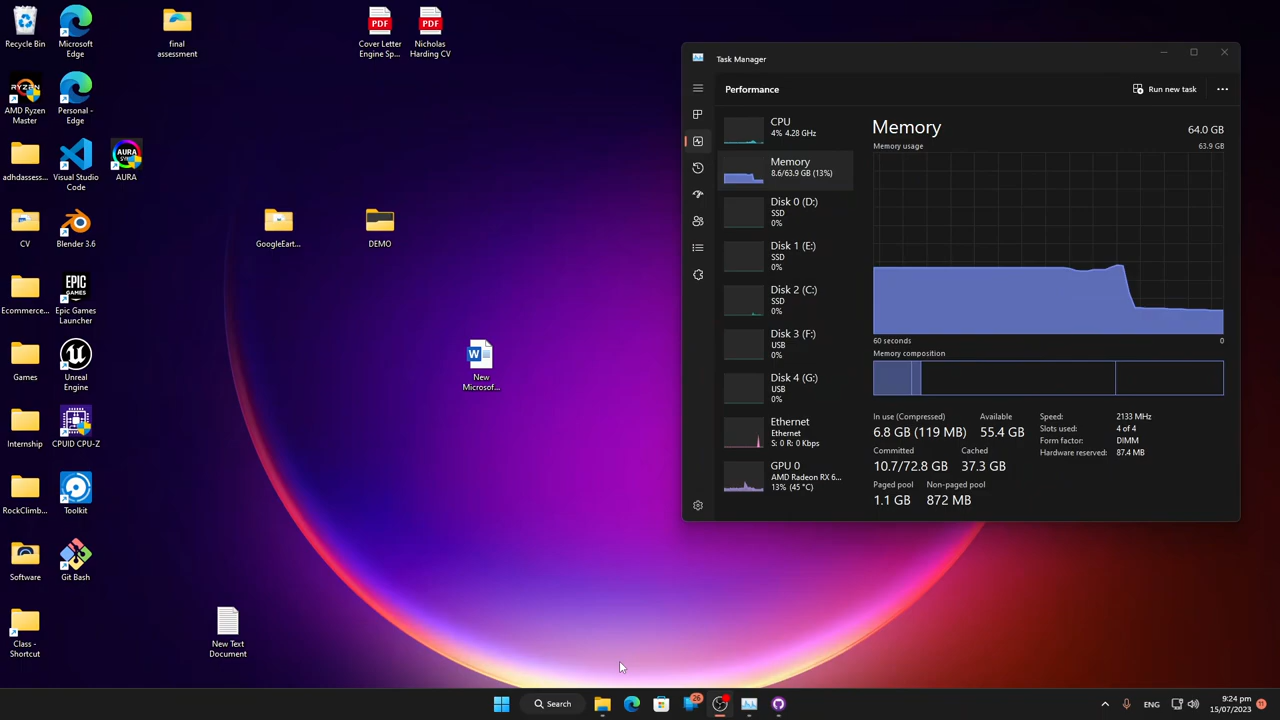 Recycle Bin
Microsoft
Edge
final
assessment
PDF
Cover Letter
Engine Sp...
PDF
Nicholas
Harding CV
RYZEN
AMD Ryzen
Master
Personal -
Edge
adhdassess...
Visual Studio
Code
AURA
AURA
CV
Blender 3.6
GoogleEart...
DEMO
Ecommerce...
EPIC
GAMES
Epic Games
Launcher
Games
Unreal
Engine
W
New
Microsof...
Internship
CPUID CPU-Z
RockClimb...
Toolkit
Software
Git Bash
Class -
Shortcut
New Text
Document
Task Manager
Performance
Run new task
CPU
4% 4.28 GHz
Memory
8.6/63.9 GB (13%)
Disk 0 (D:)
SSD
0%
Disk 1 (E:)
SSD
0%
Disk 2 (C:)
SSD
0%
Disk 3 (F:)
USB
0%
Disk 4 (G:)
USB
0%
Ethernet
Ethernet
S: 0 R: 0 Kbps
GPU 0
AMD Radeon RX 6...
13% (45 °C)
Memory
64.0 GB
Memory usage
63.9 GB
60 seconds
0
Memory composition
In use (Compressed)
6.8 GB (119 MB)
Available
55.4 GB
Committed
10.7/72.8 GB
Cached
37.3 GB
Paged pool
1.1 GB
Non-paged pool
872 MB
Speed:
2133 MHz
Slots used:
4 of 4
Form factor:
DIMM
Hardware reserved:
87.4 MB
Search
26
ENG
9:24 pm
15/07/2023
11